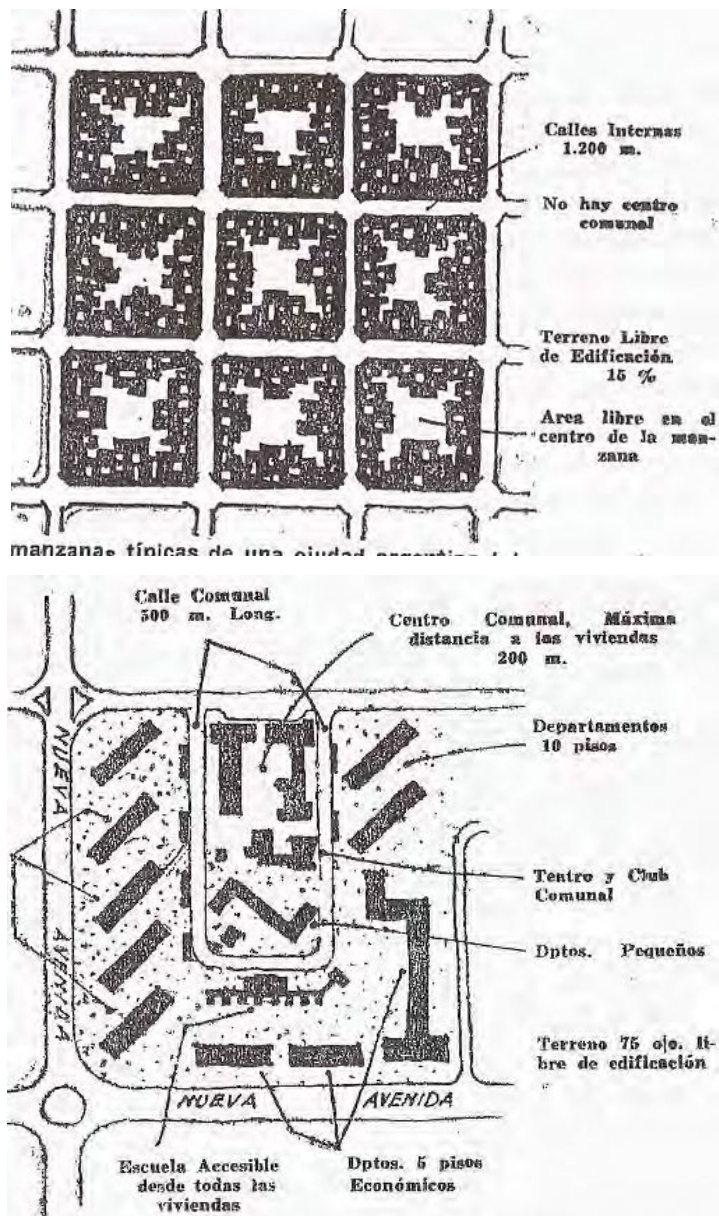 Calles Internas
1.200 m.
No hay centro
comunal
Terreno Libre
de Edificación
15 %
Area libre en el
centro de la man-
zana
manzanas típicas de una ciudad argentina
Calle Comunal
500 m. Long.
Centro Comunal, Máxima
distancia a las viviendas
200 m.
Departamentos
10 pisos
NUEVA AVENIDA
Teatro y Club
Comunal
Dptos. Pequeños
Terreno 75 o|o. li-
bre de edificación
NUEVA AVENIDA
Escuela Accesible
desde todas las
viviendas
Dptos. 5 pisos
Económicos